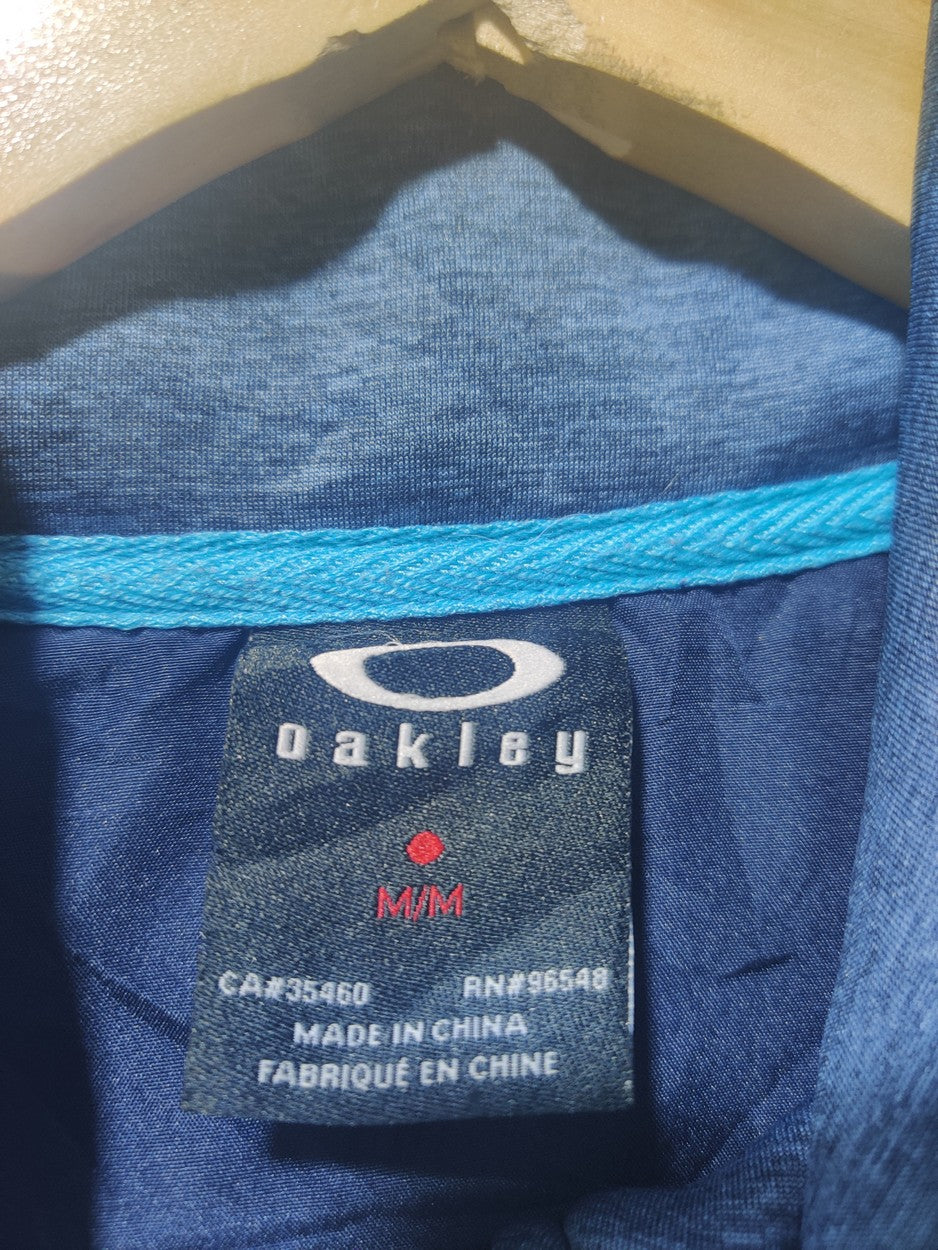 Oakley
M/M
CA#35460 RN#96548
MADE IN CHINA
FABRIQUÉ EN CHINE